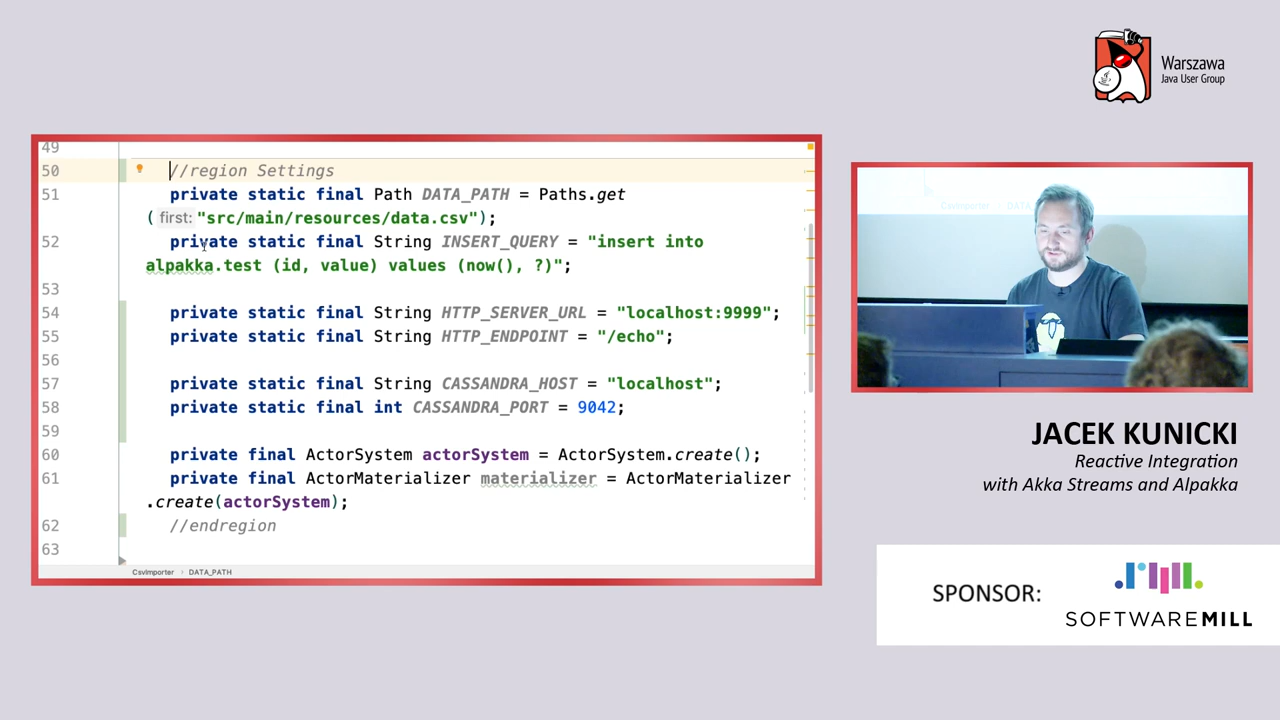 Warszawa
Java User Group
49
50 //region Settings
51 private static final Path DATA_PATH = Paths.get
( first: "src/main/resources/data.csv");
52 private static final String INSERT_QUERY = "insert into
alpakka.test (id, value) values (now(), ?)";
53
54 private static final String HTTP_SERVER_URL = "localhost:9999";
55 private static final String HTTP_ENDPOINT = "/echo";
56
57 private static final String CASSANDRA_HOST = "localhost";
58 private static final int CASSANDRA_PORT = 9042;
59
60 private final ActorSystem actorSystem = ActorSystem.create();
61 private final ActorMaterializer materializer = ActorMaterializer
.create(actorSystem);
62 //endregion
63
CsvImporter › DATA_PATH
JACEK KUNICKI
Reactive Integration
with Akka Streams and Alpakka
SPONSOR:
SOFTWAREMILL